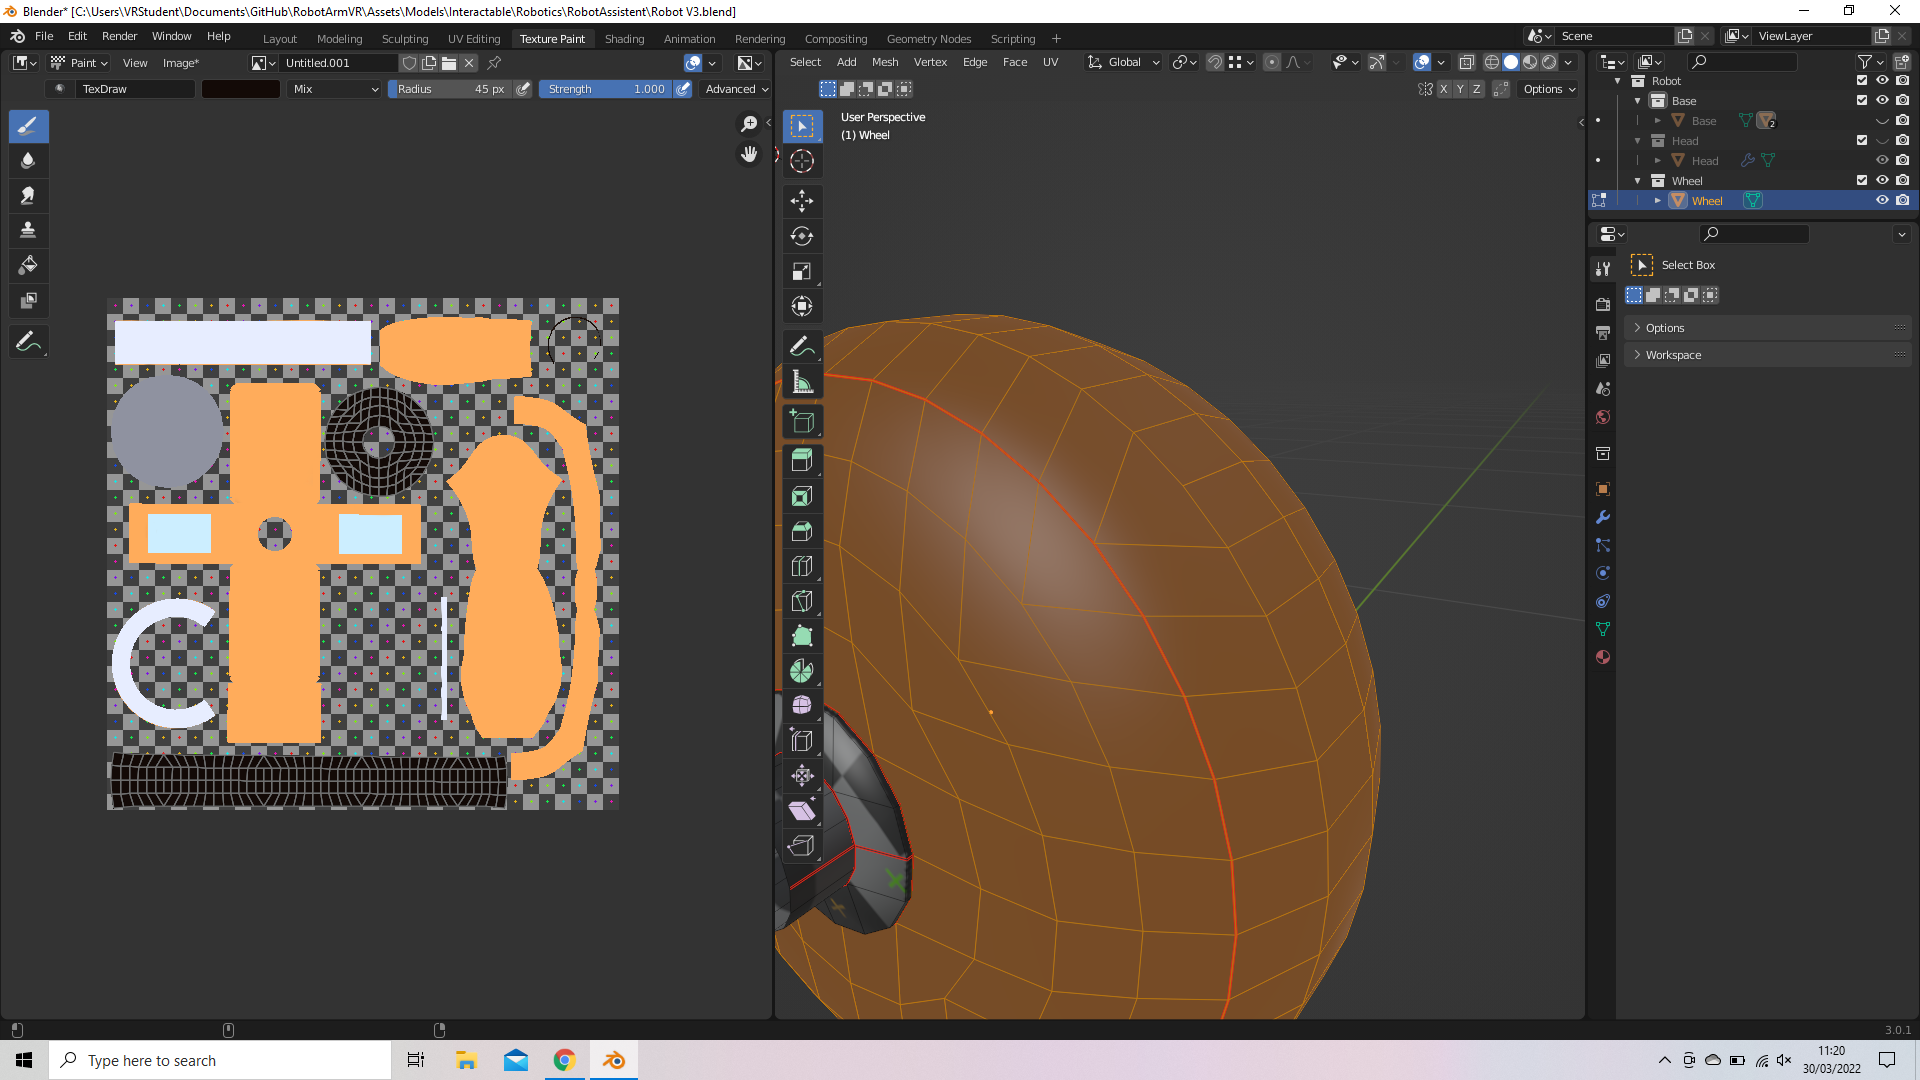 Blender* [C:\Users\VRStudent\Documents\GitHub\RobotArmVR\Assets\Models\Interactable\Robotics\RobotAssistent\Robot V3.blend]
File Edit Render Window Help Layout Modeling Sculpting UV Editing Texture Paint Shading Animation Rendering Compositing Geometry Nodes Scripting + Scene ViewLayer
Paint View Image* Untitled.001 Select Add Mesh Vertex Edge Face UV Global
TexDraw Mix Radius 45 px Strength 1.000 Advanced X Y Z Options
Robot
Base
Base 2
Head
Head
Wheel
Wheel
User Perspective
(1) Wheel
Select Box
Options
Workspace
3.0.1
Type here to search
11:20
30/03/2022